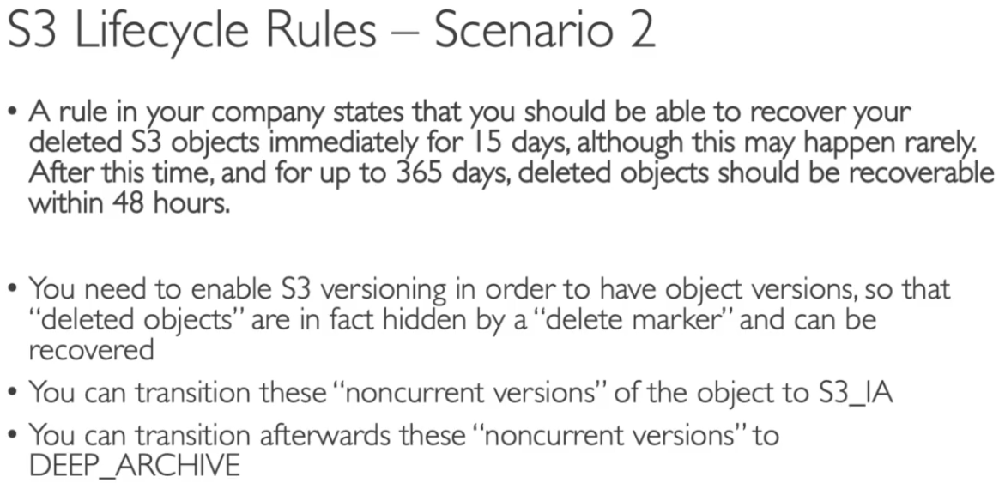 S3 Lifecycle Rules – Scenario 2
• A rule in your company states that you should be able to recover your
deleted S3 objects immediately for 15 days, although this may happen rarely.
After this time, and for up to 365 days, deleted objects should be recoverable
within 48 hours.
• You need to enable S3 versioning in order to have object versions, so that
“deleted objects” are in fact hidden by a “delete marker” and can be
recovered
• You can transition these “noncurrent versions” of the object to S3_IA
• You can transition afterwards these “noncurrent versions” to
DEEP_ARCHIVE